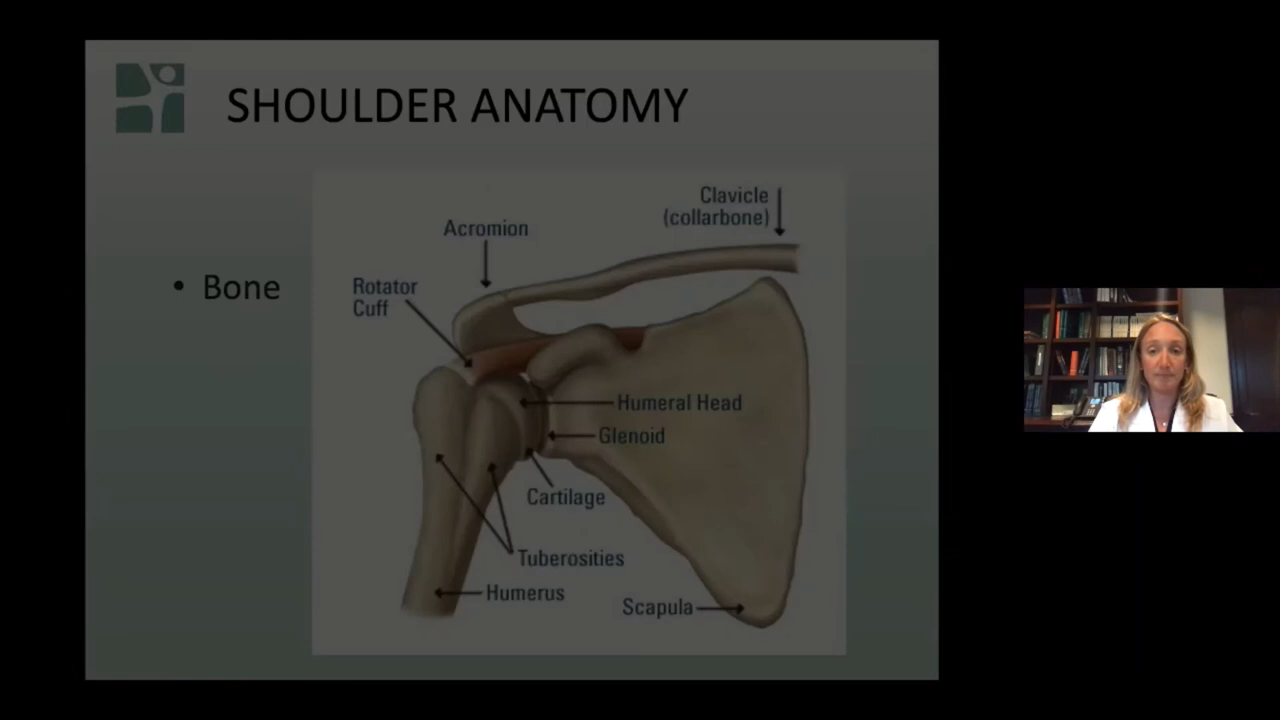 SHOULDER ANATOMY
• Bone
Clavicle
(collarbone)
Acromion
Rotator
Cuff
Humeral Head
Glenoid
Cartilage
Tuberosities
Humerus
Scapula